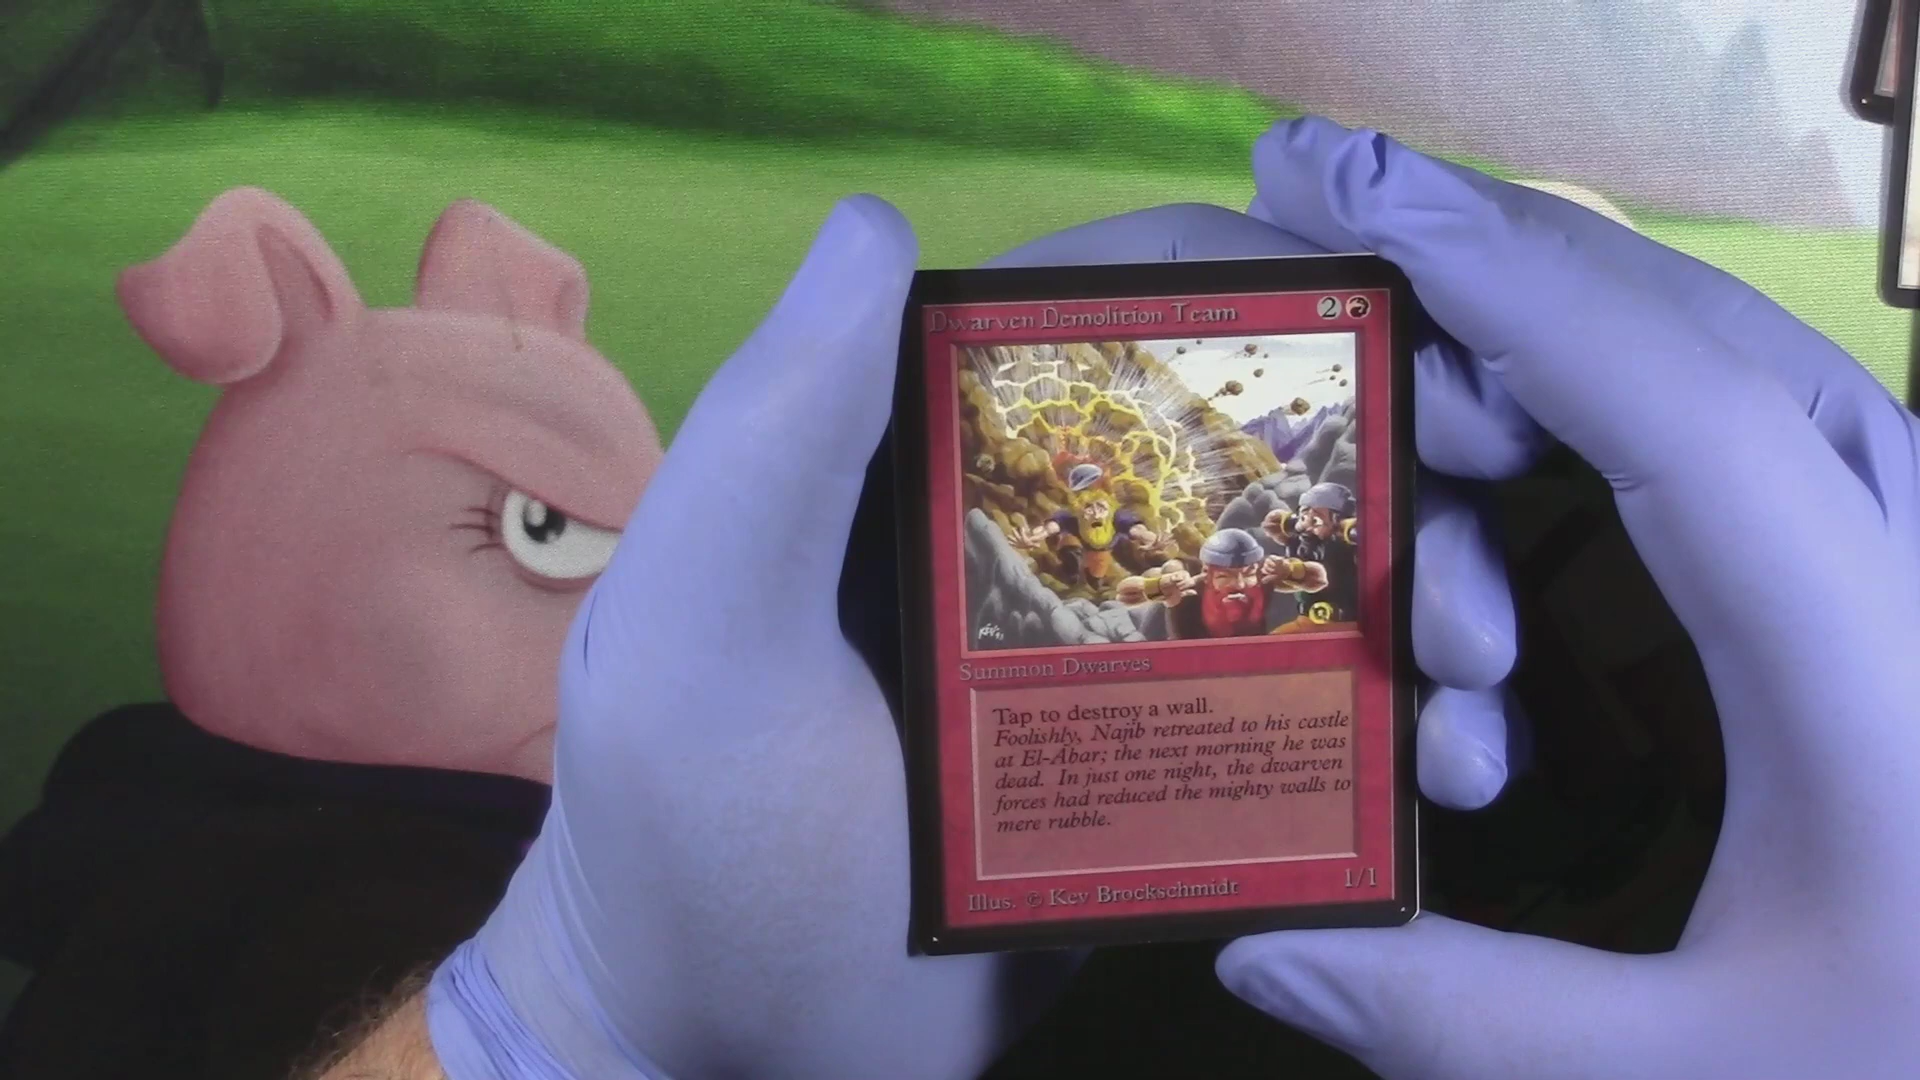 Dwarven Demolition Team 2
Summon Dwarves
Tap to destroy a wall.
Foolishly, Najib retreated to his castle
at El-Abar; the next morning he was
dead. In just one night, the dwarven
forces had reduced the mighty walls to
mere rubble.
Illus. © Kev Brockschmidt 1/1